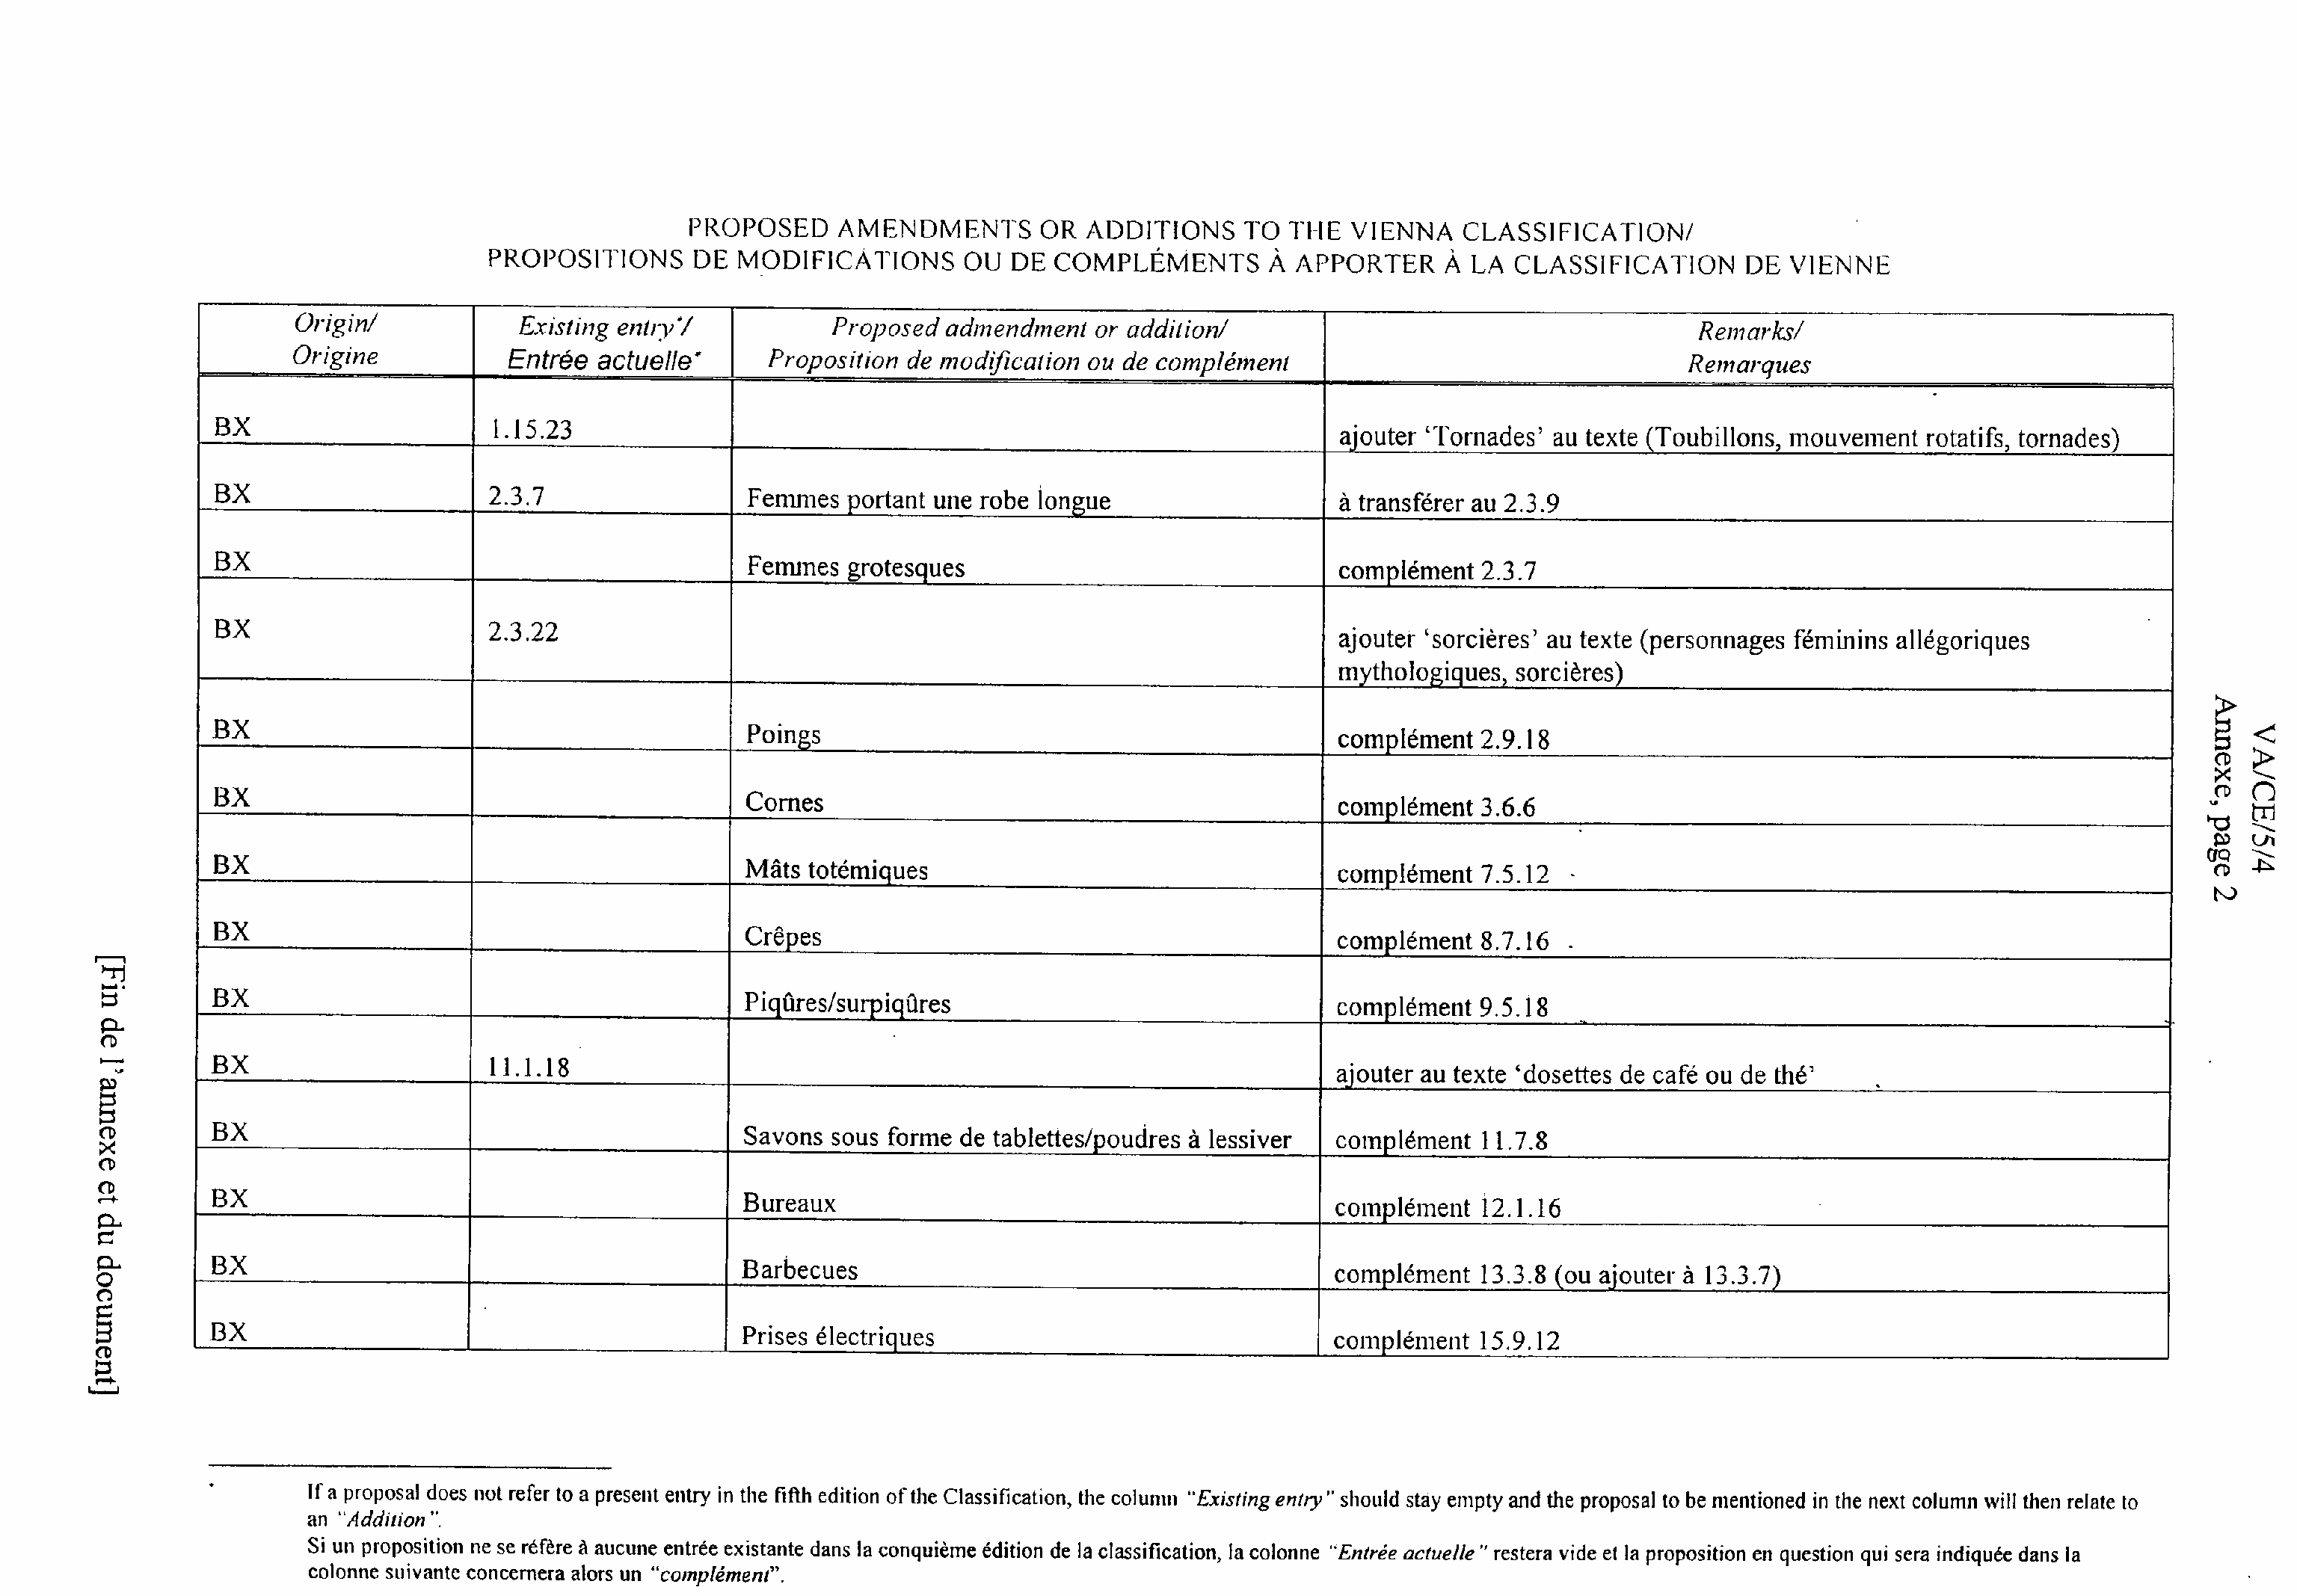 VA/CE/5/4
Annexe, page 2
PROPOSED AMENDMENTS OR ADDITIONS TO THE VIENNA CLASSIFICATION/
PROPOSITIONS DE MODIFICATIONS OU DE COMPLÉMENTS À APPORTER À LA CLASSIFICATION DE VIENNE
Origin/ Existing entry*/ Proposed admendment or addition/ Remarks/
Origine Entrée actuelle* Proposition de modification ou de complément Remarques
BX 1.15.23 ajouter ‘Tornades’ au texte (Toubillons, mouvement rotatifs, tornades)
BX 2.3.7 Femmes portant une robe longue à transférer au 2.3.9
BX Femmes grotesques complément 2.3.7
BX 2.3.22 ajouter ‘sorcières’ au texte (personnages féminins allégoriques
mythologiques, sorcières)
BX Poings complément 2.9.18
BX Cornes complément 3.6.6
BX Mâts totémiques complément 7.5.12
BX Crêpes complément 8.7.16
BX Piqûres/surpiqûres complément 9.5.18
BX 11.1.18 ajouter au texte ‘dosettes de café ou de thé’
BX Savons sous forme de tablettes/poudres à lessiver complément 11.7.8
BX Bureaux complément 12.1.16
BX Barbecues complément 13.3.8 (ou ajouter à 13.3.7)
BX Prises électriques complément 15.9.12
* If a proposal does not refer to a present entry in the fifth edition of the Classification, the column "Existing entry" should stay empty and the proposal to be mentioned in the next column will then relate to
an "Addition".
Si un proposition ne se réfère à aucune entrée existante dans la conquième édition de la classification, la colonne "Entrée actuelle" restera vide et la proposition en question qui sera indiquée dans la
colonne suivante concernera alors un "complément".
[Fin de l’annexe et du document]